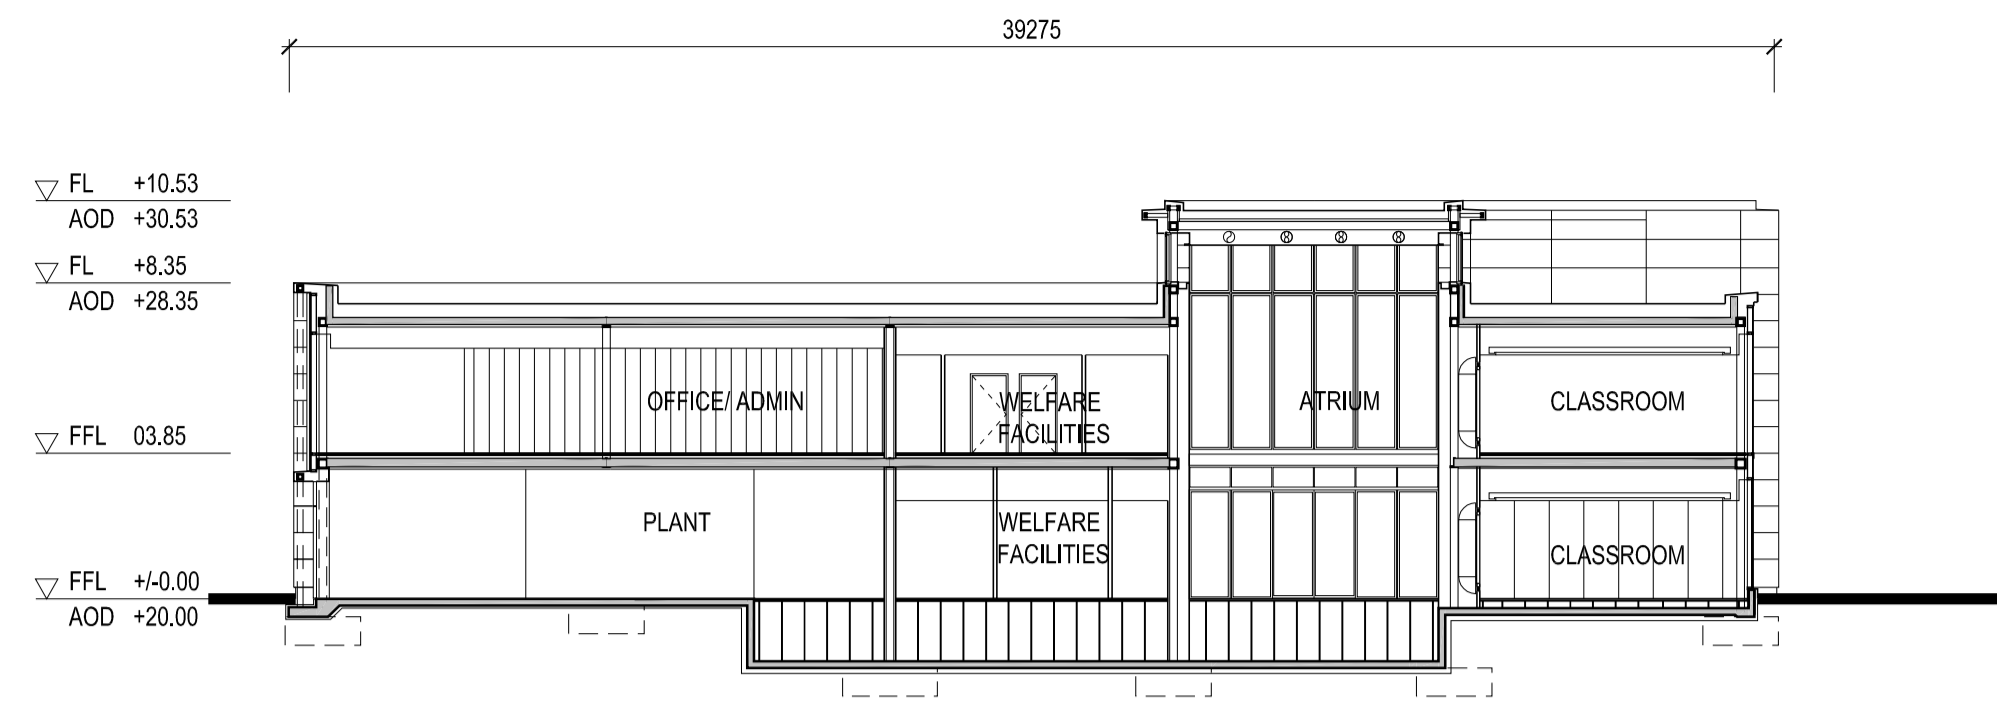 39275
FL +10.53
AOD +30.53
FL +8.35
AOD +28.35
OFFICE/ ADMIN
WELFARE
FACILITIES
ATRIUM
CLASSROOM
FFL 03.85
PLANT
WELFARE
FACILITIES
CLASSROOM
FFL +/-0.00
AOD +20.00